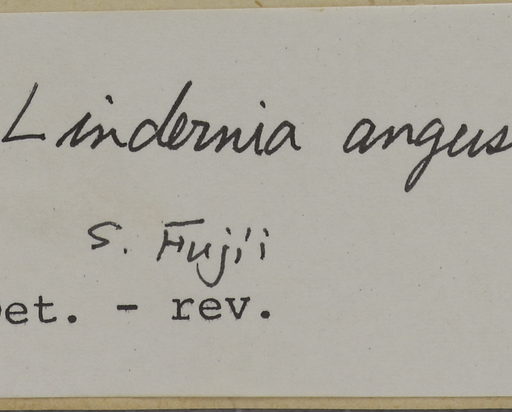 Lindernia angus
S. Fujii
et. - rev.